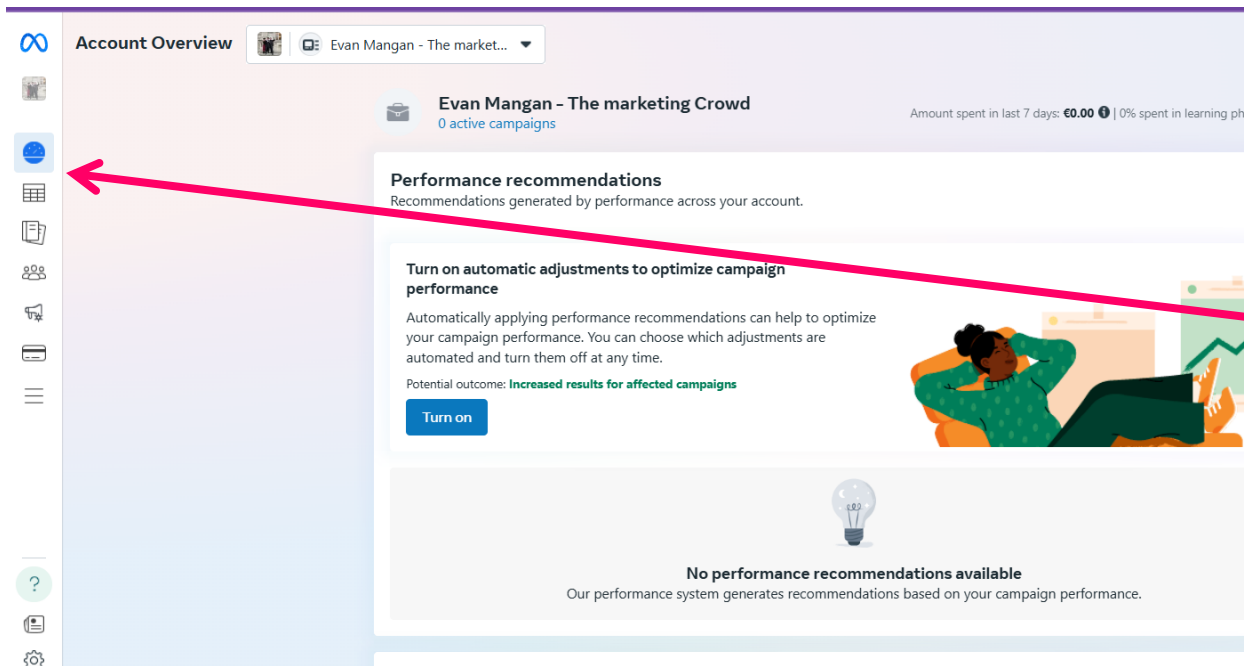 Account Overview
Evan Mangan - The market...
Evan Mangan - The marketing Crowd
0 active campaigns
Amount spent in last 7 days: €0.00 | 0% spent in learning ph
Performance recommendations
Recommendations generated by performance across your account.
Turn on automatic adjustments to optimize campaign
performance
Automatically applying performance recommendations can help to optimize
your campaign performance. You can choose which adjustments are
automated and turn them off at any time.
Potential outcome: Increased results for affected campaigns
Turn on
No performance recommendations available
Our performance system generates recommendations based on your campaign performance.